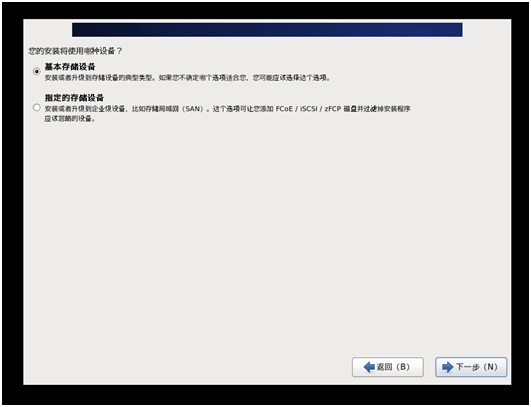 您的安装将使用哪种设备？
基本存储设备
安装或者升级到存储设备的典型类型。如果您不确定哪个选项适合您，您可能应该选择这个选项。
指定的存储设备
安装或者升级到企业级设备，比如存储局域网（SAN）。这个选项可让您添加 FCoE / iSCSI / zFCP 磁盘并过滤掉安装程序
应该忽略的设备。
返回（B）
下一步（N）